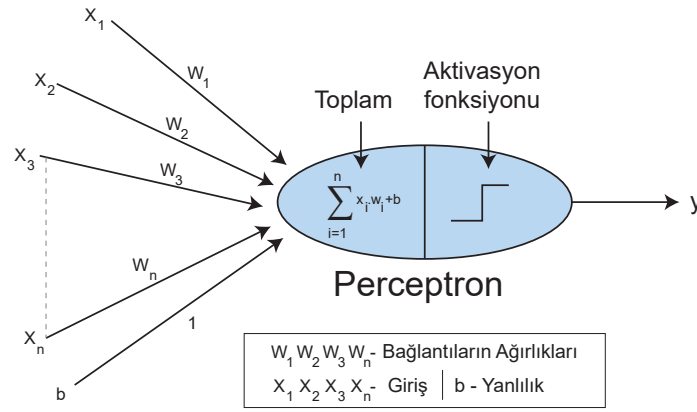 X₁
W₁
X₂
W₂
X₃
W₃
Xₙ
Wₙ
b
1
Toplam
Aktivasyon
fonksiyonu
n
∑ xᵢ.wᵢ+b
i=1
y
Perceptron
W₁ W₂ W₃ Wₙ- Bağlantıların Ağırlıkları
X₁ X₂ X₃ Xₙ- Giriş | b - Yanlılık